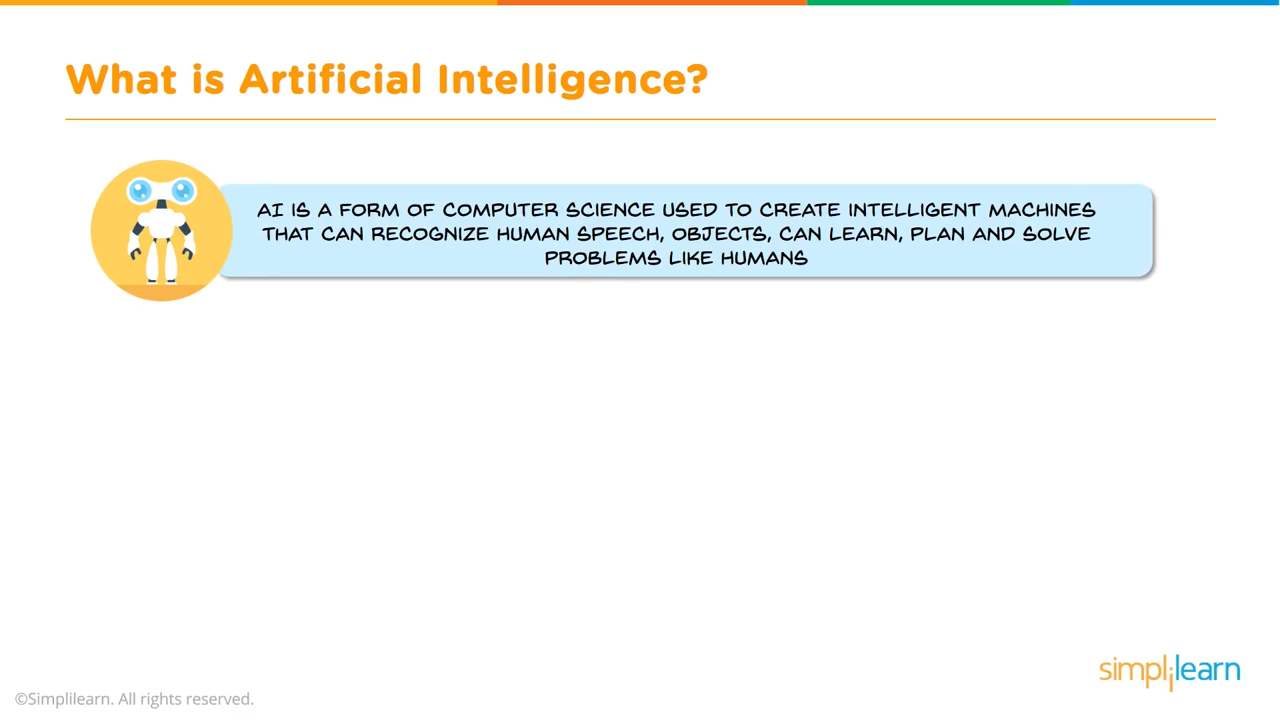 What is Artificial Intelligence?
AI IS A FORM OF COMPUTER SCIENCE USED TO CREATE INTELLIGENT MACHINES
THAT CAN RECOGNIZE HUMAN SPEECH, OBJECTS, CAN LEARN, PLAN AND SOLVE
PROBLEMS LIKE HUMANS
simplilearn
©Simplilearn. All rights reserved.